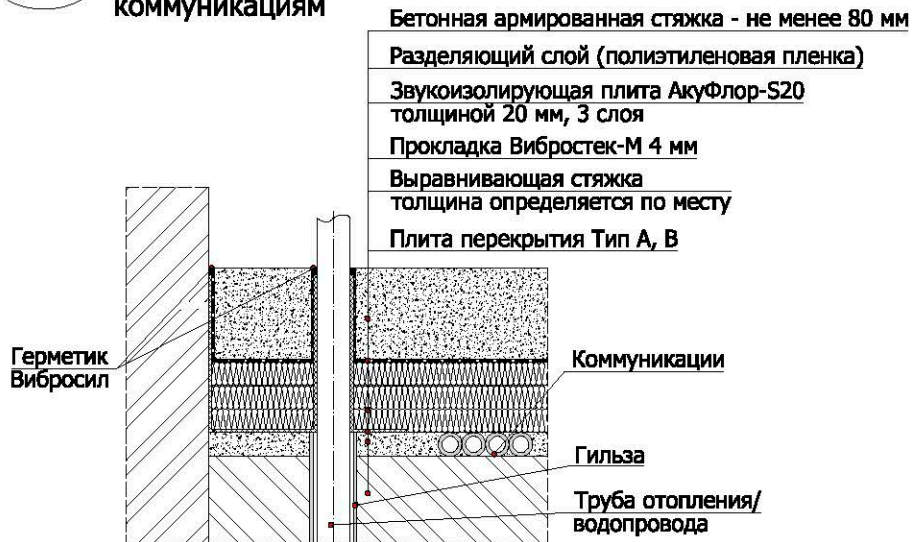 коммуникациям
Бетонная армированная стяжка - не менее 80 мм
Разделяющий слой (полиэтиленовая пленка)
Звукоизолирующая плита АкуФлор-S20
толщиной 20 мм, 3 слоя
Прокладка Вибростек-М 4 мм
Выравнивающая стяжка
толщина определяется по месту
Плита перекрытия Тип А, В
Герметик
Вибросил
Коммуникации
Гильза
Труба отопления/
водопровода